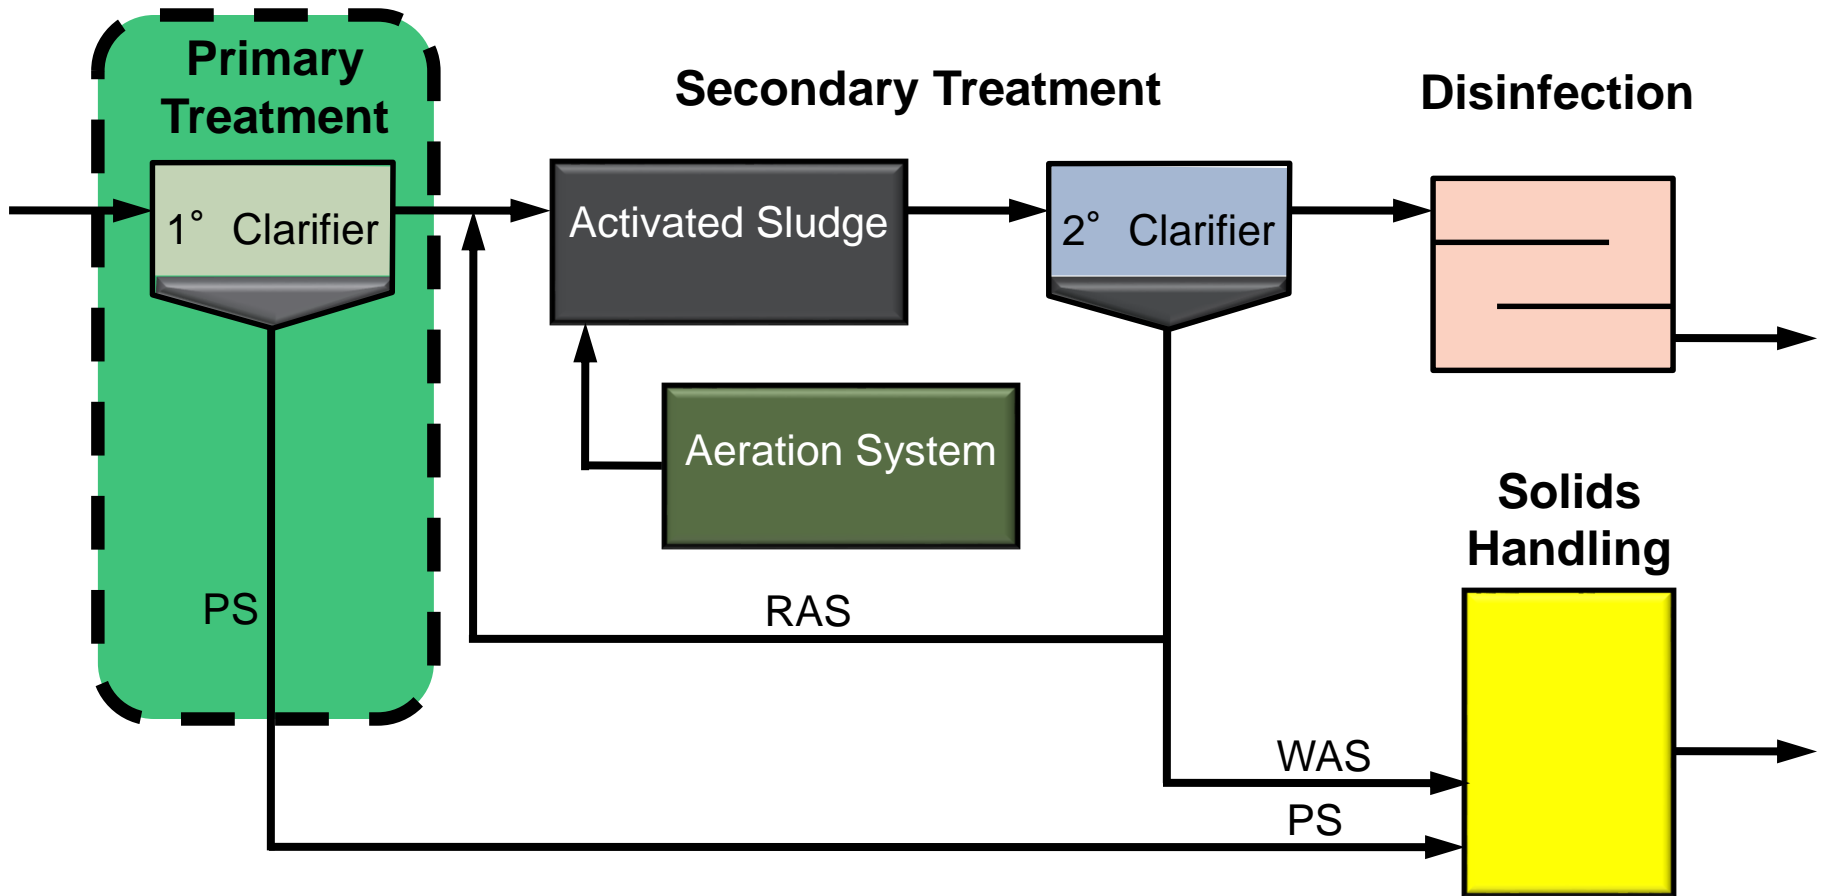 Primary
Treatment
Secondary Treatment
Disinfection
1° Clarifier
Activated Sludge
2° Clarifier
Aeration System
Solids
Handling
PS
RAS
WAS
PS